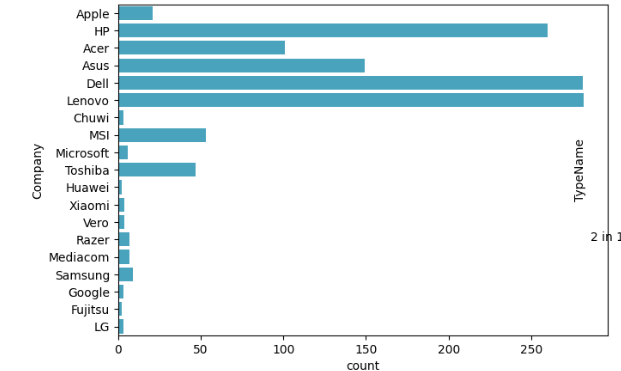 Apple
HP
Acer
Asus
Dell
Lenovo
Chuwi
MSI
Microsoft
Toshiba
Huawei
Xiaomi
Vero
Razer
Mediacom
Samsung
Google
Fujitsu
LG
Company
TypeName
2 in 1
0 50 100 150 200 250
count